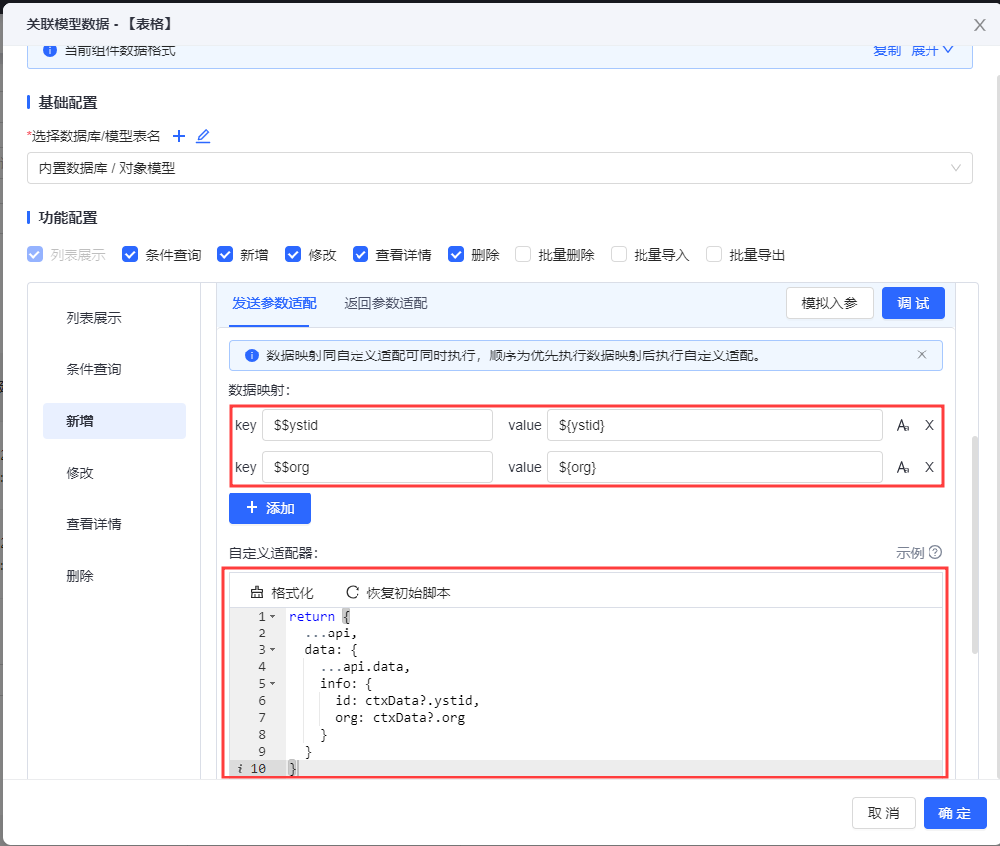 关联模型数据 - 【表格】
当前组件数据格式 复制 展开
基础配置
*选择数据库/模型表名
内置数据库 / 对象模型
功能配置
列表展示 条件查询 新增 修改 查看详情 删除 批量删除 批量导入 批量导出
列表展示
条件查询
新增
修改
查看详情
删除
发送参数适配 返回参数适配 模拟入参 调 试
数据映射同自定义适配可同时执行，顺序为优先执行数据映射后执行自定义适配。
数据映射：
key $$ystid value ${ystid}
key $$org value ${org}
+ 添加
自定义适配器： 示例
格式化 恢复初始脚本
1 return {
2 ...api,
3 data: {
4 ...api.data,
5 info: {
6 id: ctxData?.ystid,
7 org: ctxData?.org
8 }
9 }
i 10 }
取 消 确 定